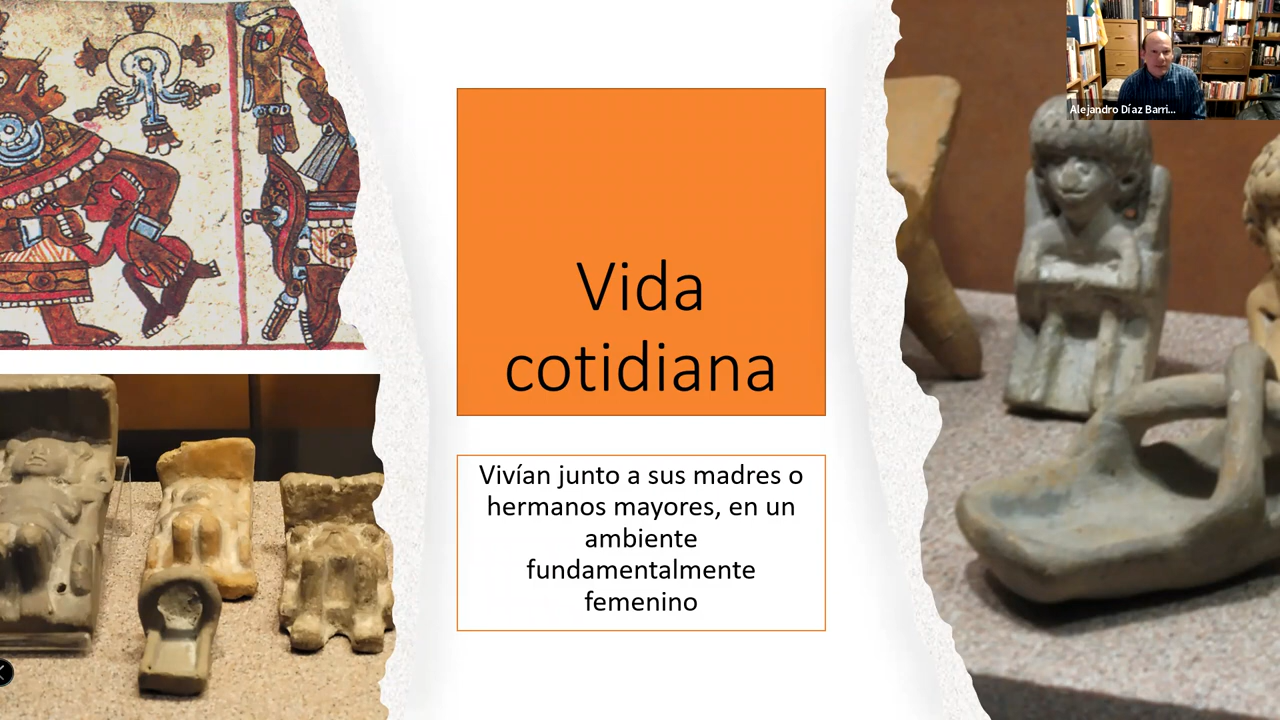 Alejandro Díaz Barri...
Vida
cotidiana
Vivían junto a sus madres o
hermanos mayores, en un
ambiente
fundamentalmente
femenino